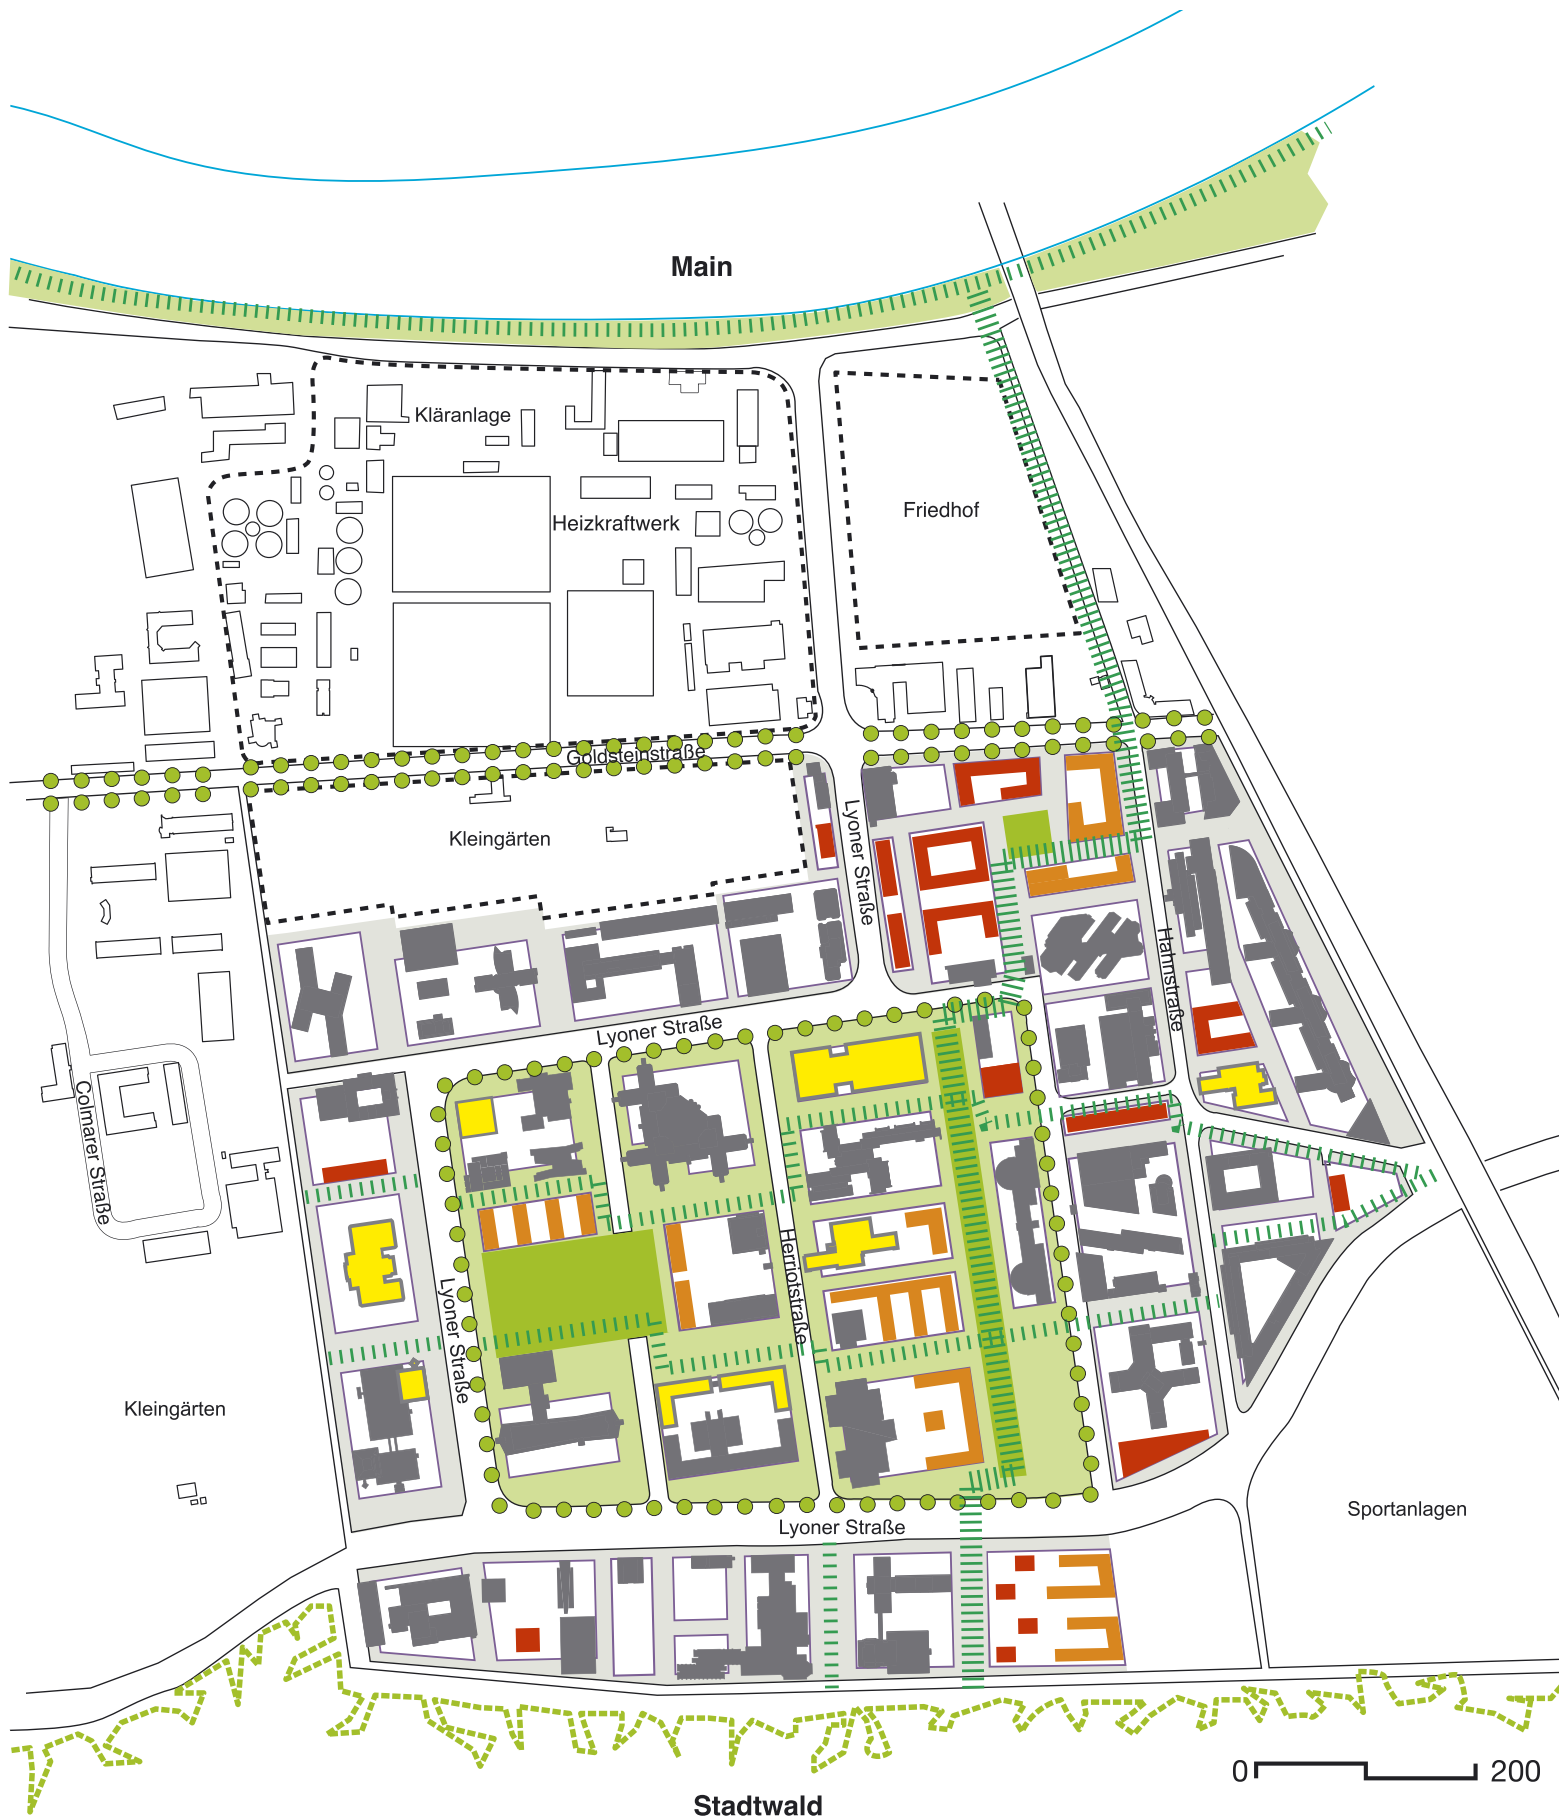 Main
Kläranlage
Heizkraftwerk
Friedhof
Goldsteinstraße
Kleingärten
Lyoner Straße
Hahnstraße
Lyoner Straße
Colmarer Straße
Herriotstraße
Lyoner Straße
Kleingärten
Lyoner Straße
Sportanlagen
0 200
Stadtwald